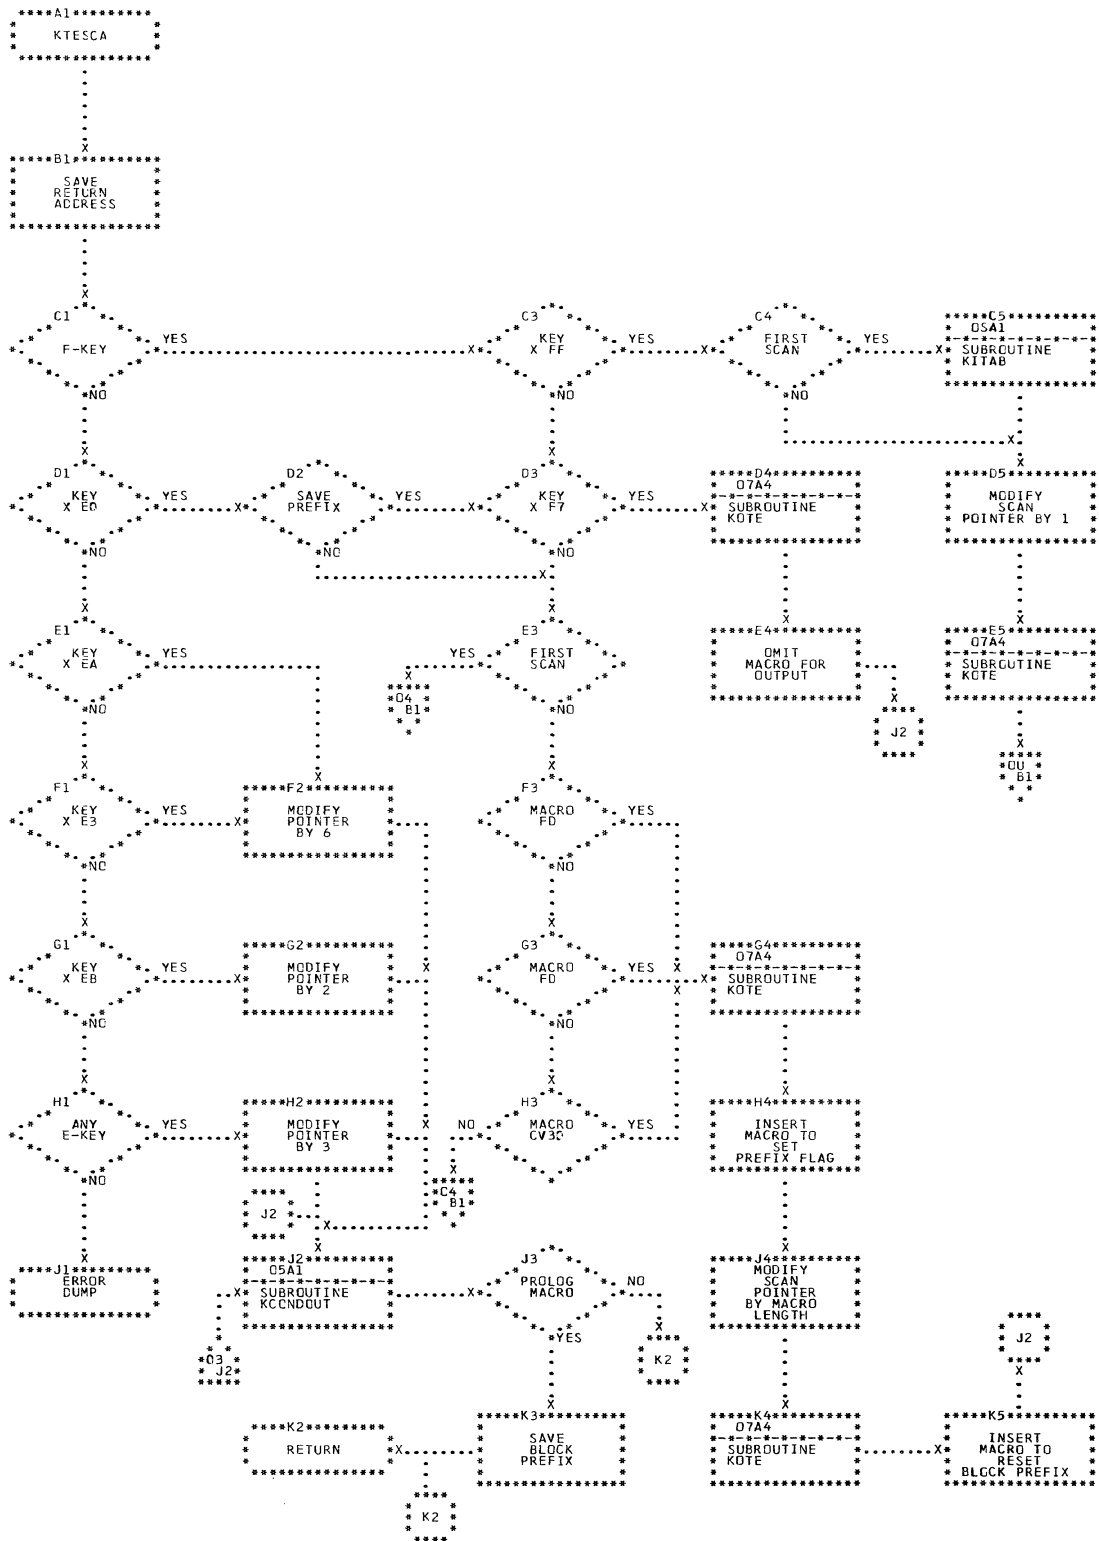 A1
KTESCA
B1
SAVE
RETURN
ADDRESS
C1
F-KEY
YES
NO
C3
KEY
X FF
YES
NO
C4
FIRST
SCAN
YES
NO
C5
05A1
SUBROUTINE
KITAB
D1
KEY
X E0
YES
NO
D2
SAVE
PREFIX
YES
NO
D3
KEY
X F7
YES
NO
D4
07A4
SUBROUTINE
KOTE
D5
MODIFY
SCAN
POINTER BY 1
E1
KEY
X EA
YES
NO
E3
FIRST
SCAN
YES
NO
04
B1
E4
OMIT
MACRO FOR
OUTPUT
J2
E5
07A4
SUBROUTINE
KOTE
B1
F1
KEY
X E3
YES
NO
F2
MODIFY
POINTER
BY 6
F3
MACRO
FD
YES
NO
G1
KEY
X EB
YES
NO
G2
MODIFY
POINTER
BY 2
G3
MACRO
FD
YES
NO
G4
07A4
SUBROUTINE
KOTE
H1
ANY
E-KEY
YES
NO
H2
MODIFY
POINTER
BY 3
H3
MACRO
CV3D
NO
YES
C4
B1
H4
INSERT
MACRO TO
SET
PREFIX FLAG
J2
J1
ERROR
DUMP
J2
05A1
SUBROUTINE
KCCNDOUT
03
J2
J3
PROLOG
MACRO
NO
YES
K2
J4
MODIFY
SCAN
POINTER
BY MACRO
LENGTH
J2
K2
RETURN
K2
K3
SAVE
BLOCK
PREFIX
K4
07A4
SUBROUTINE
KOTE
K5
INSERT
MACRO TO
RESET
BLOCK PREFIX